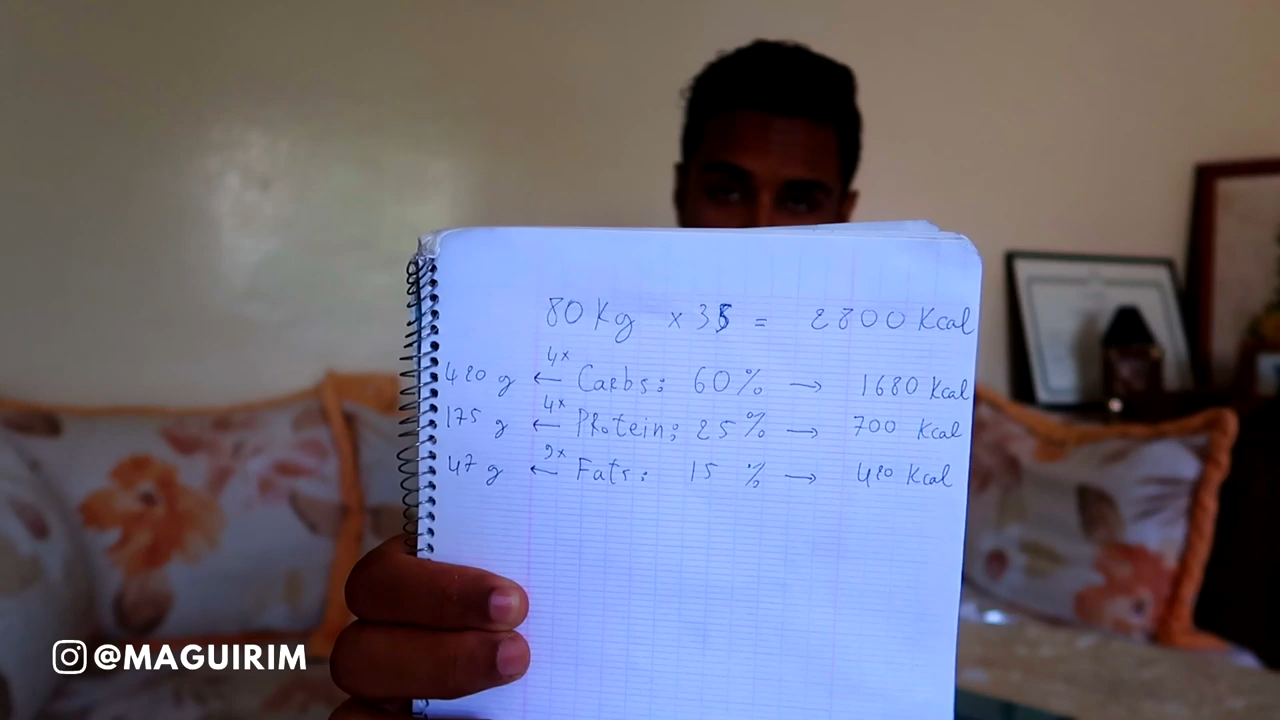 80 Kg x 35 = 2800 Kcal
4x
420 g ← Carbs: 60% → 1680 Kcal
4x
175 g ← Protein: 25% → 700 Kcal
9x
47 g ← Fats: 15 % → 420 Kcal
@MAGUIRIM